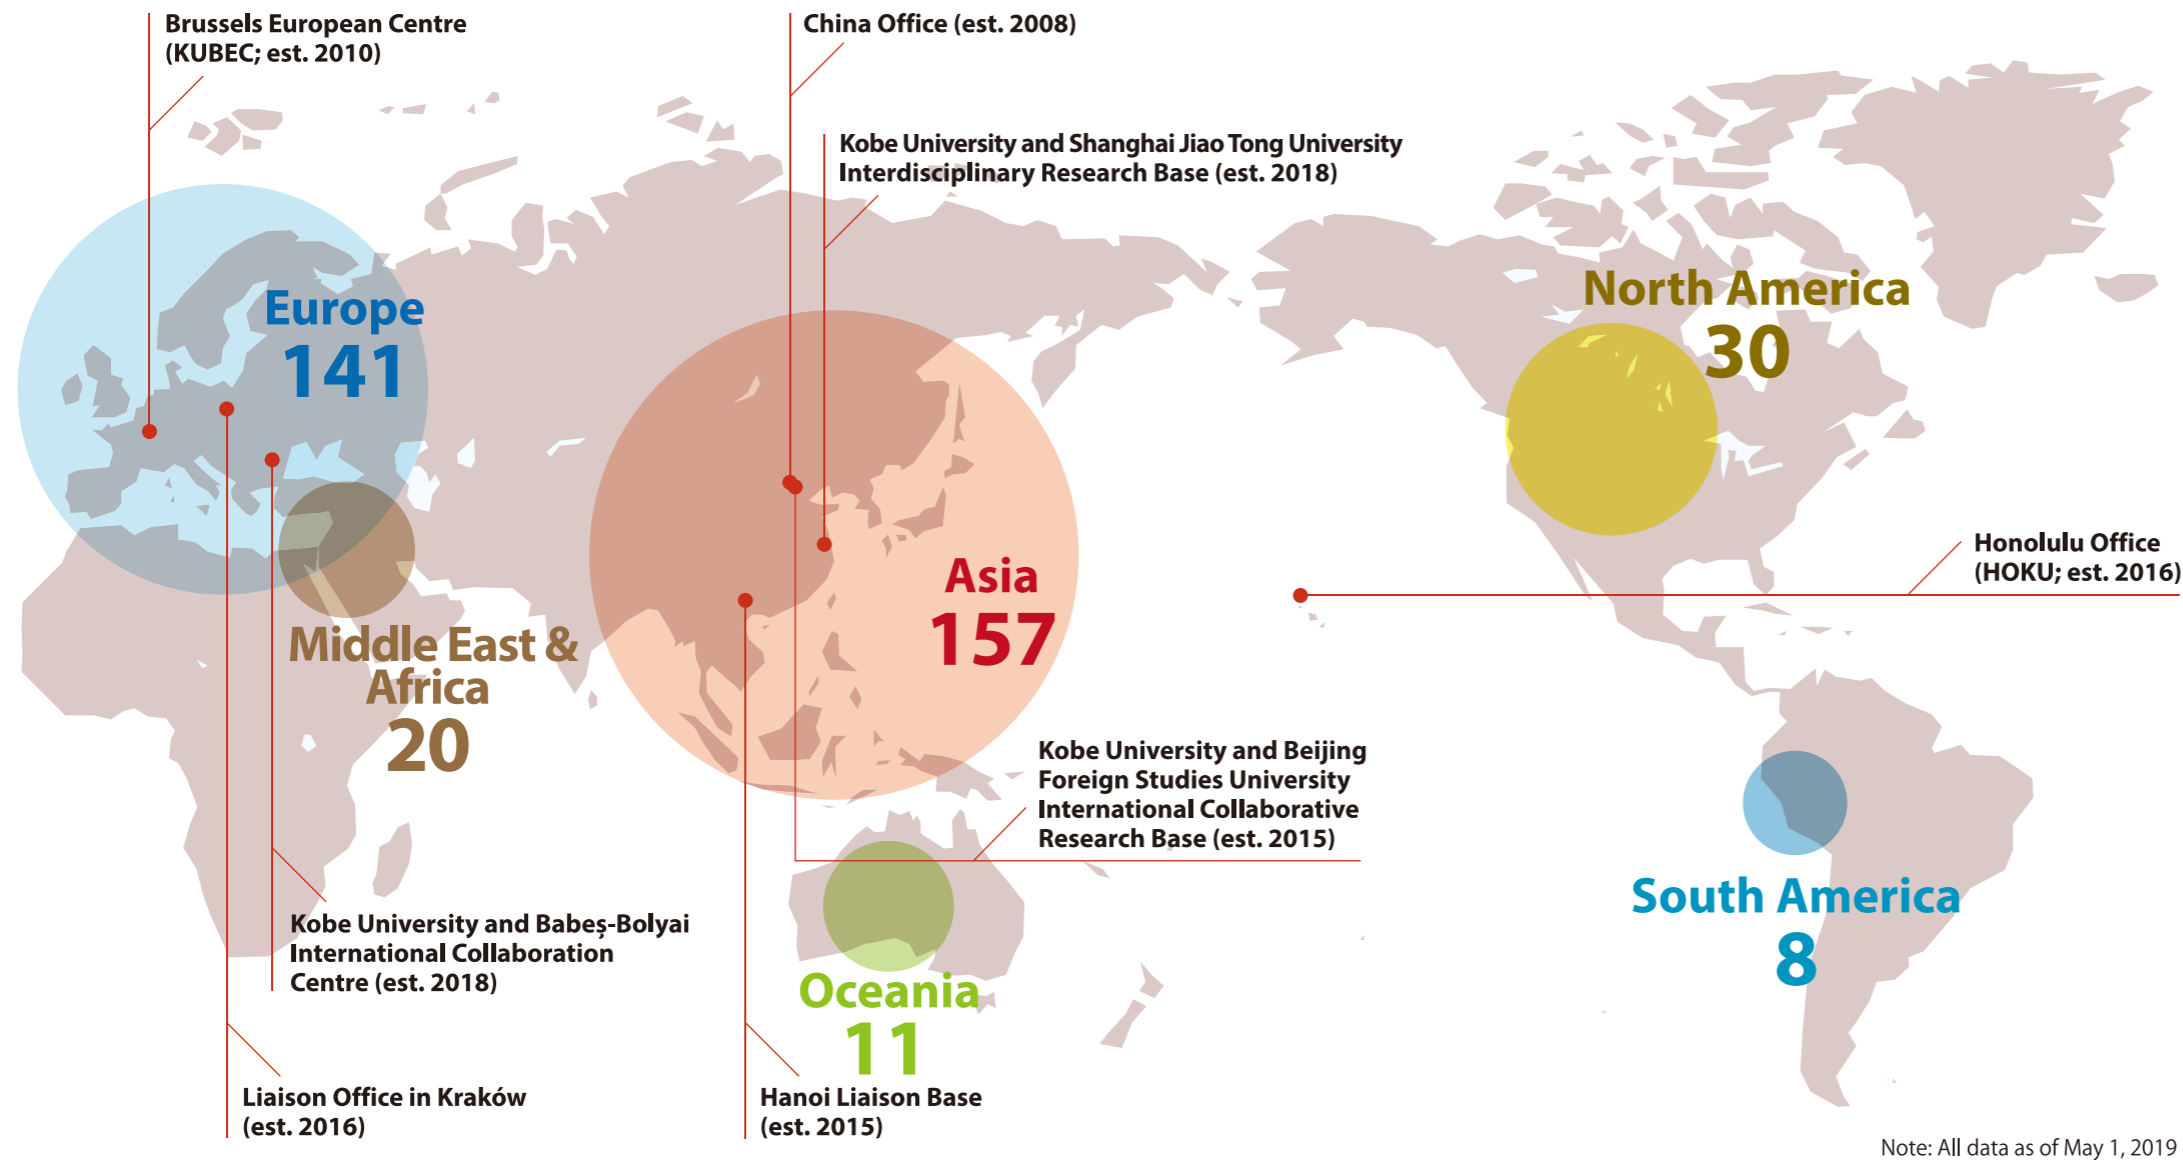 Brussels European Centre
(KUBEC; est. 2010)
China Office (est. 2008)
Kobe University and Shanghai Jiao Tong University
Interdisciplinary Research Base (est. 2018)
Europe
141
North America
30
Honolulu Office
(HOKU; est. 2016)
Asia
157
Middle East &
Africa
20
Kobe University and Beijing
Foreign Studies University
International Collaborative
Research Base (est. 2015)
South America
8
Kobe University and Babeș-Bolyai
International Collaboration
Centre (est. 2018)
Oceania
11
Liaison Office in Kraków
(est. 2016)
Hanoi Liaison Base
(est. 2015)
Note: All data as of May 1, 2019